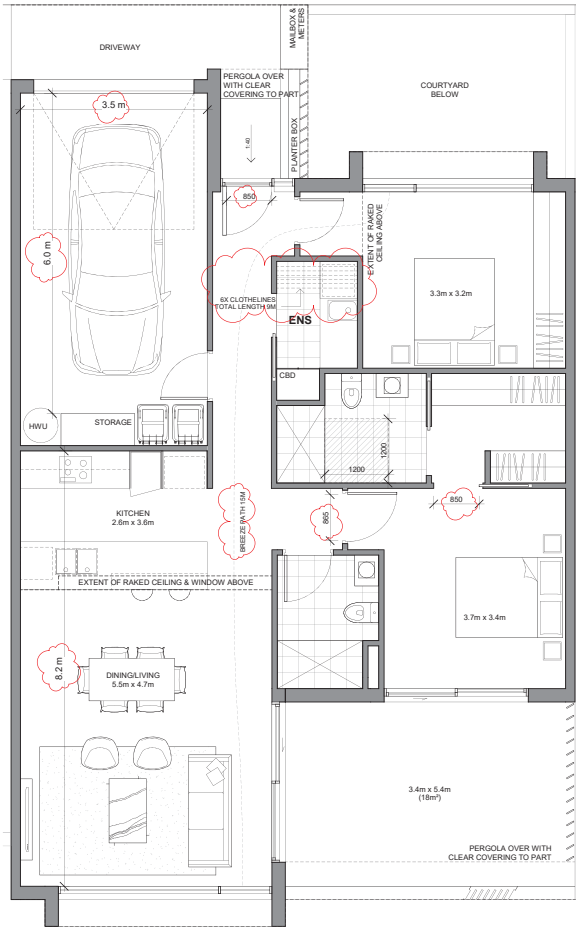 DRIVEWAY
MAILBOX &
METERS
PERGOLA OVER
WITH CLEAR
COVERING TO PART
COURTYARD
BELOW
3.5 m
1:40
PLANTER BOX
850
EXTENT OF RAKED
CEILING ABOVE
6.0 m
6X CLOTHELINES
TOTAL LENGTH 9M
ENS
3.3m x 3.2m
CBD
HWU
STORAGE
1200
1200
KITCHEN
2.6m x 3.6m
BREEZE PATH 15M
865
850
EXTENT OF RAKED CEILING & WINDOW ABOVE
3.7m x 3.4m
8.2 m
DINING/LIVING
5.5m x 4.7m
3.4m x 5.4m
(18m²)
PERGOLA OVER WITH
CLEAR COVERING TO PART